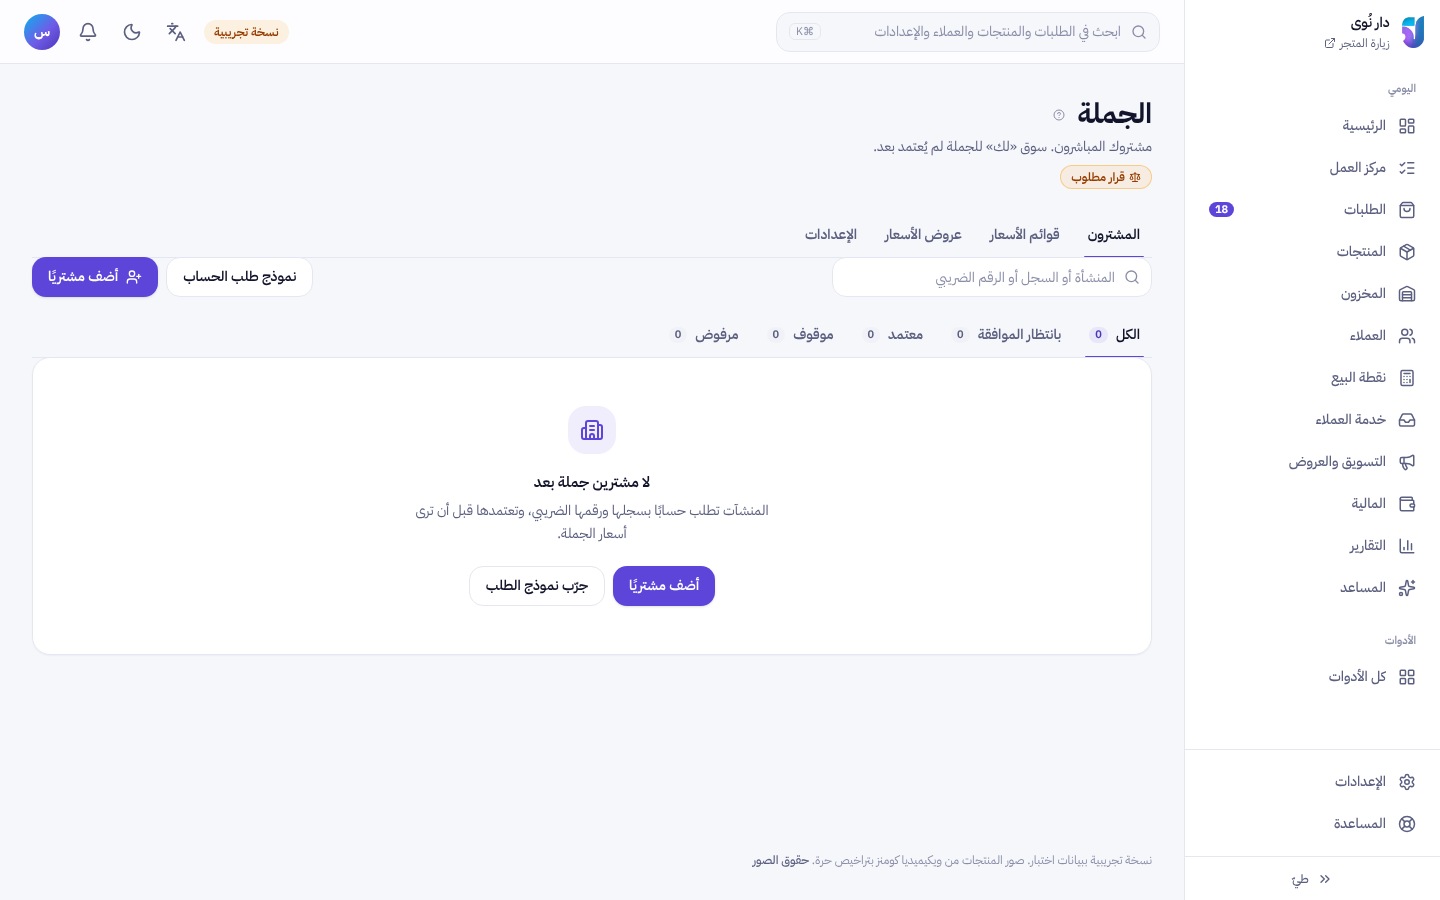 دار نُوى
زيارة المتجر
اليومي
الرئيسية
مركز العمل
الطلبات
18
المنتجات
المخزون
العملاء
نقطة البيع
خدمة العملاء
التسويق والعروض
المالية
التقارير
المساعد
الأدوات
كل الأدوات
الإعدادات
المساعدة
طيّ
ابحث في الطلبات والمنتجات والعملاء والإعدادات
⌘K
نسخة تجريبية
س
الجملة
مشتروك المباشرون. سوق «لك» للجملة لم يُعتمد بعد.
قرار مطلوب
المشترون
قوائم الأسعار
عروض الأسعار
الإعدادات
المنشأة أو السجل أو الرقم الضريبي
نموذج طلب الحساب
أضف مشتريًا
الكل 0
بانتظار الموافقة 0
معتمد 0
موقوف 0
مرفوض 0
لا مشترين جملة بعد
المنشآت تطلب حسابًا بسجلها ورقمها الضريبي، وتعتمدها قبل أن ترى
أسعار الجملة.
أضف مشتريًا
جرّب نموذج الطلب
نسخة تجريبية ببيانات اختبار. صور المنتجات من ويكيميديا كومنز بتراخيص حرة. حقوق الصور